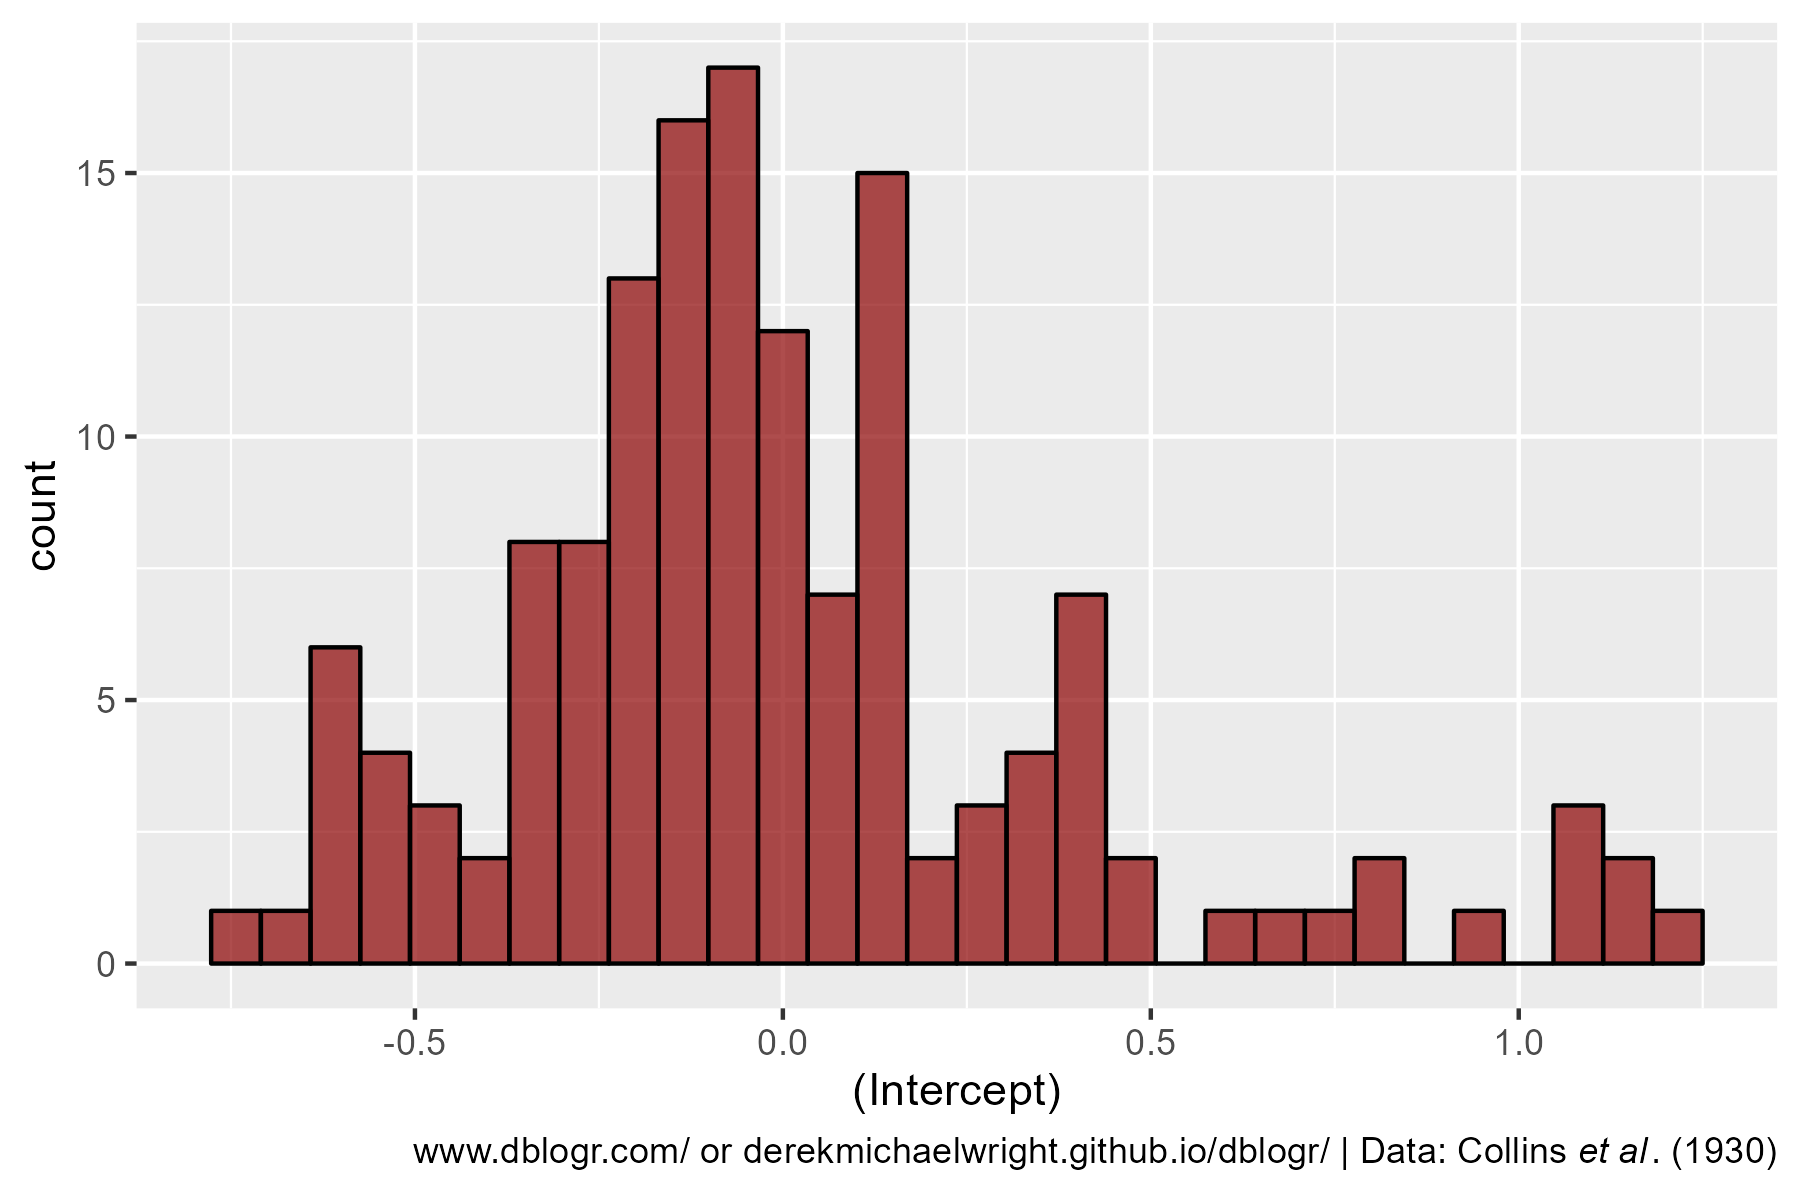 count
15
10
5
0
-0.5 0.0 0.5 1.0
(Intercept)
www.dblogr.com/ or derekmichaelwright.github.io/dblogr/ | Data: Collins et al. (1930)